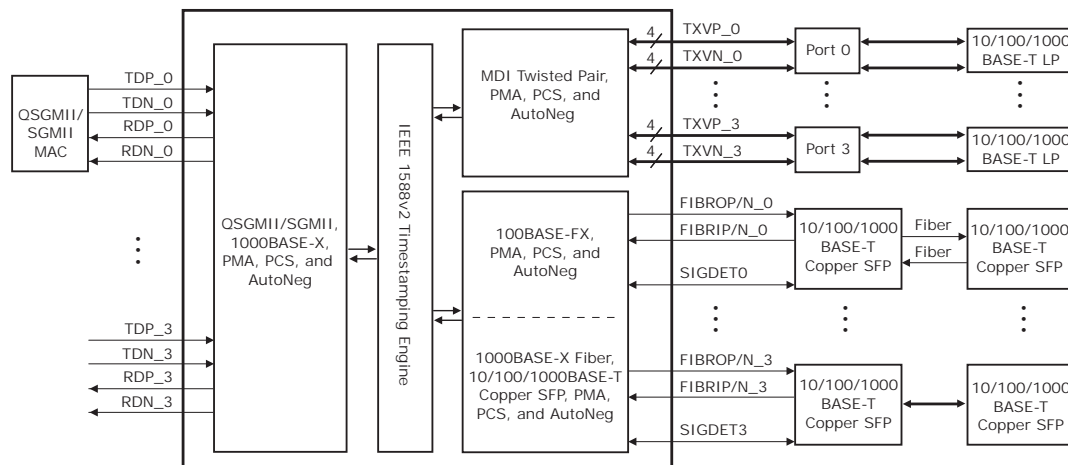 QSGMII/
SGMII
MAC
TDP_0
TDN_0
RDP_0
RDN_0
TDP_3
TDN_3
RDP_3
RDN_3
QSGMII/SGMII,
1000BASE-X,
PMA, PCS, and
AutoNeg
IEEE 1588v2 Timestamping Engine
MDI Twisted Pair,
PMA, PCS, and
AutoNeg
4
TXVP_0
4
TXVN_0
4
TXVP_3
4
TXVN_3
Port 0
Port 3
10/100/1000
BASE-T LP
10/100/1000
BASE-T LP
100BASE-FX,
PMA, PCS, and
AutoNeg
1000BASE-X Fiber,
10/100/1000BASE-T
Copper SFP, PMA,
PCS, and AutoNeg
FIBROP/N_0
FIBRIP/N_0
SIGDET0
FIBROP/N_3
FIBRIP/N_3
SIGDET3
10/100/1000
BASE-T
Copper SFP
Fiber
Fiber
10/100/1000
BASE-T
Copper SFP
10/100/1000
BASE-T
Copper SFP
10/100/1000
BASE-T
Copper SFP